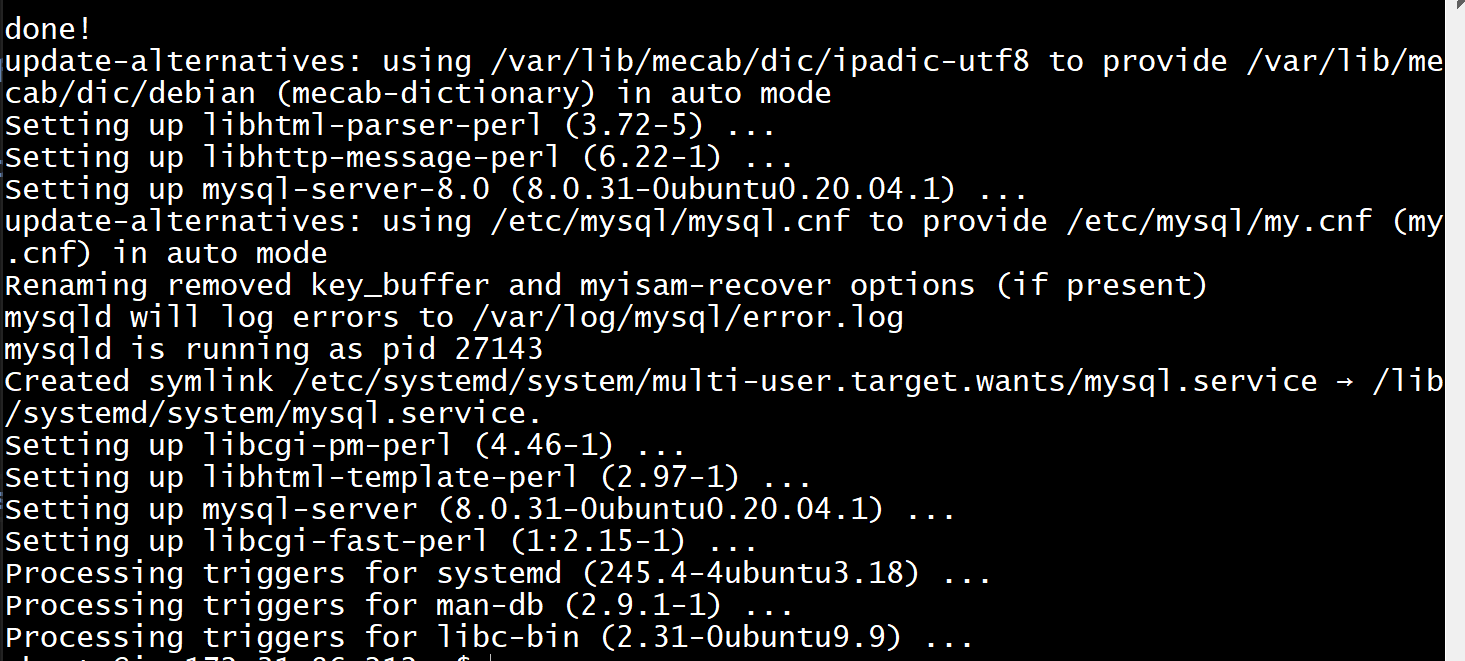 done!
update-alternatives: using /var/lib/mecab/dic/ipadic-utf8 to provide /var/lib/me
cab/dic/debian (mecab-dictionary) in auto mode
Setting up libhtml-parser-perl (3.72-5) ...
Setting up libhttp-message-perl (6.22-1) ...
Setting up mysql-server-8.0 (8.0.31-0ubuntu0.20.04.1) ...
update-alternatives: using /etc/mysql/mysql.cnf to provide /etc/mysql/my.cnf (my
.cnf) in auto mode
Renaming removed key_buffer and myisam-recover options (if present)
mysqld will log errors to /var/log/mysql/error.log
mysqld is running as pid 27143
Created symlink /etc/systemd/system/multi-user.target.wants/mysql.service → /lib
/systemd/system/mysql.service.
Setting up libcgi-pm-perl (4.46-1) ...
Setting up libhtml-template-perl (2.97-1) ...
Setting up mysql-server (8.0.31-0ubuntu0.20.04.1) ...
Setting up libcgi-fast-perl (1:2.15-1) ...
Processing triggers for systemd (245.4-4ubuntu3.18) ...
Processing triggers for man-db (2.9.1-1) ...
Processing triggers for libc-bin (2.31-0ubuntu9.9) ...